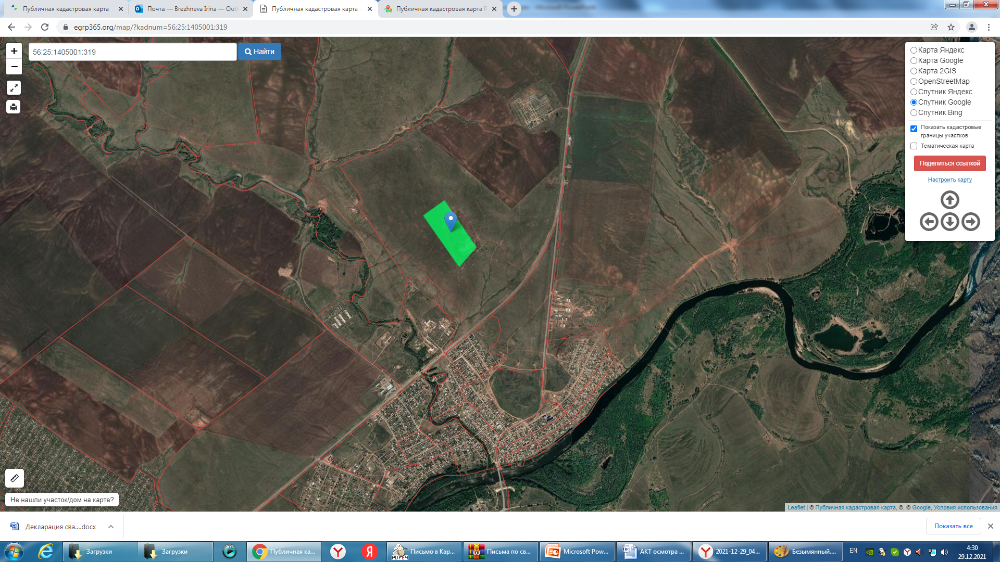 Публичная кадастровая карта
Почта — Brezhneva Irina — Outl
Публичная кадастровая карта -
Публичная кадастровая карта Р
egrp365.org/map/?kadnum=56:25:1405001:319
56:25:1405001:319
Найти
Карта Яндекс
Карта Google
Карта 2GIS
OpenStreetMap
Спутник Яндекс
Спутник Google
Спутник Bing
Показать кадастровые
границы участков
Тематическая карта
Поделиться ссылкой
Настроить карту
Не нашли участок/дом на карте?
Leaflet | © Публичная кадастровая карта, ©, © Google, Условия использования
Декларация сва....docx
Показать все
Загрузки
Загрузки
Публичная ка...
Письмо в Кар...
Письма по св...
Microsoft Pow...
АКТ осмотра ...
2021-12-29_04...
Безымянный....
EN
4:30
29.12.2021